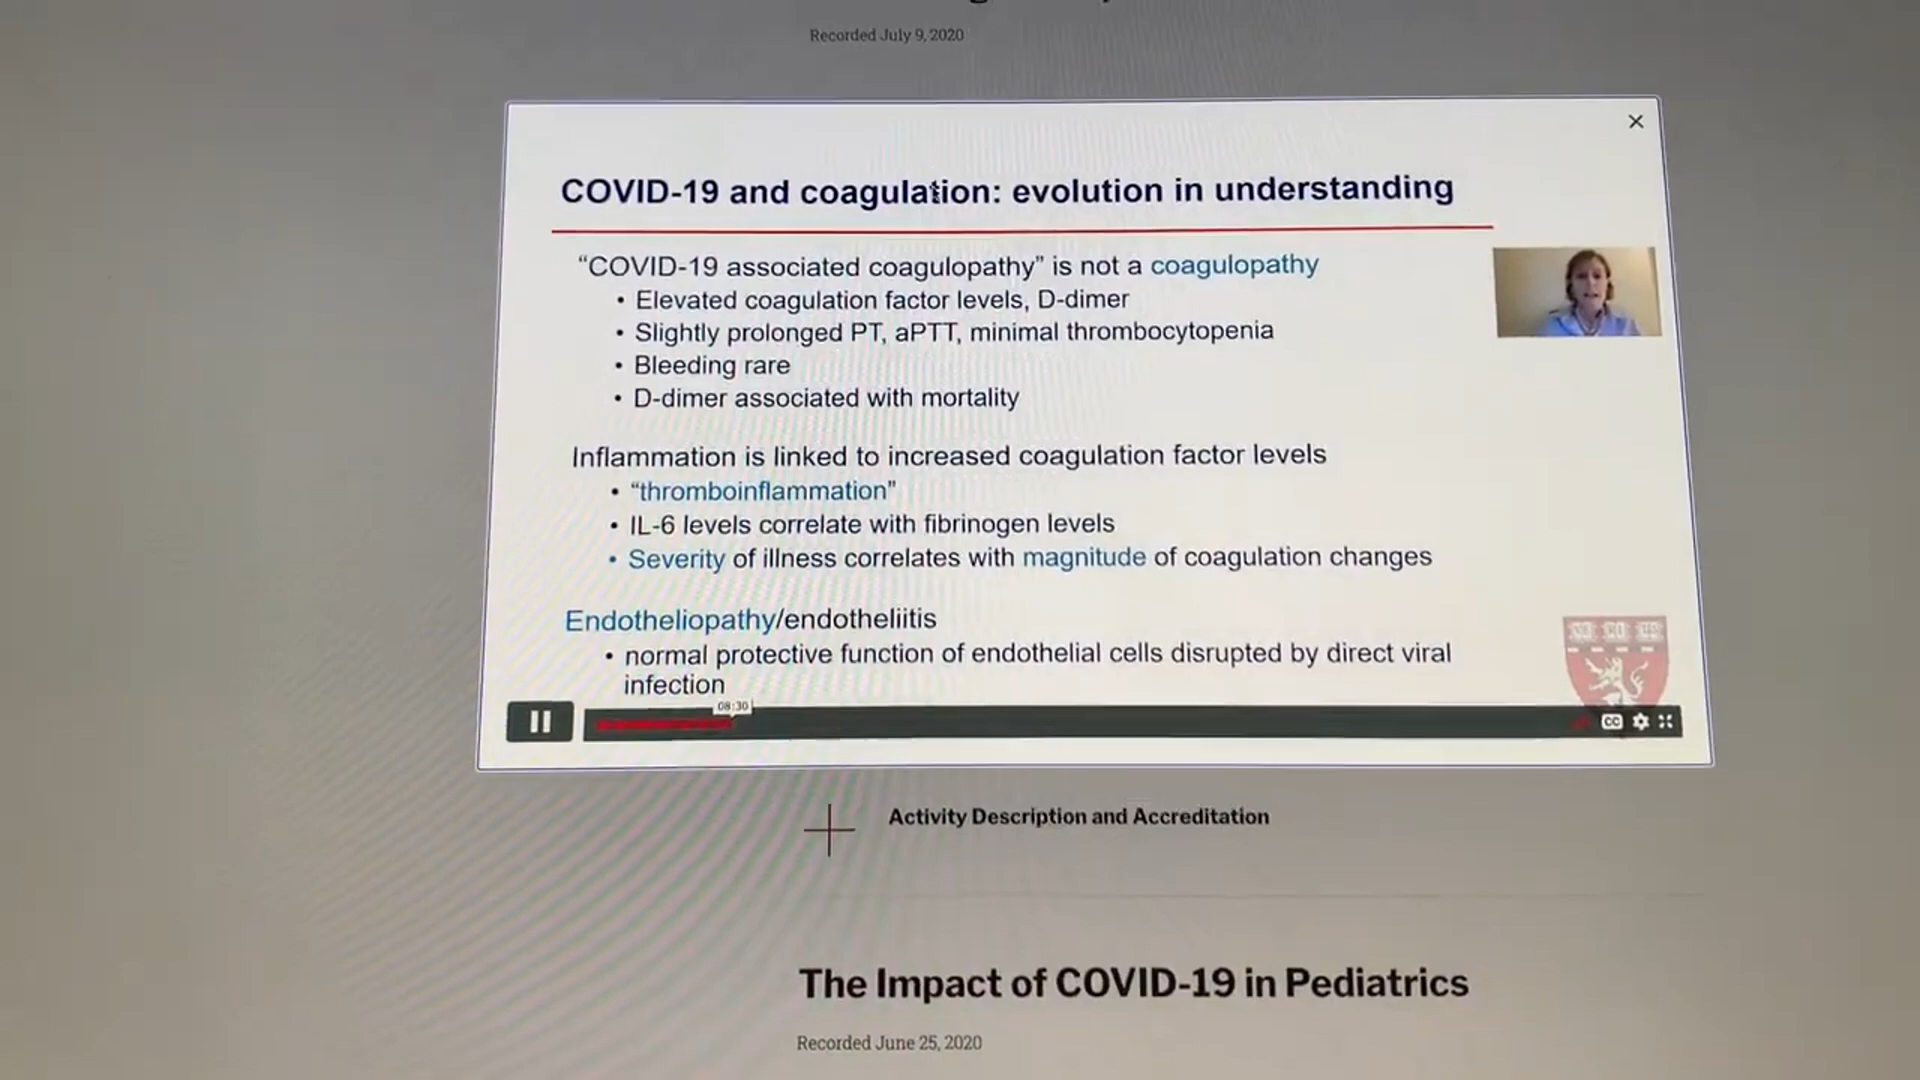 Recorded July 9, 2020
COVID-19 and coagulation: evolution in understanding
“COVID-19 associated coagulopathy” is not a coagulopathy
• Elevated coagulation factor levels, D-dimer
• Slightly prolonged PT, aPTT, minimal thrombocytopenia
• Bleeding rare
• D-dimer associated with mortality
Inflammation is linked to increased coagulation factor levels
• “thromboinflammation”
• IL-6 levels correlate with fibrinogen levels
• Severity of illness correlates with magnitude of coagulation changes
Endotheliopathy/endotheliitis
• normal protective function of endothelial cells disrupted by direct viral
infection
08:30
CC
Activity Description and Accreditation
The Impact of COVID-19 in Pediatrics
Recorded June 25, 2020